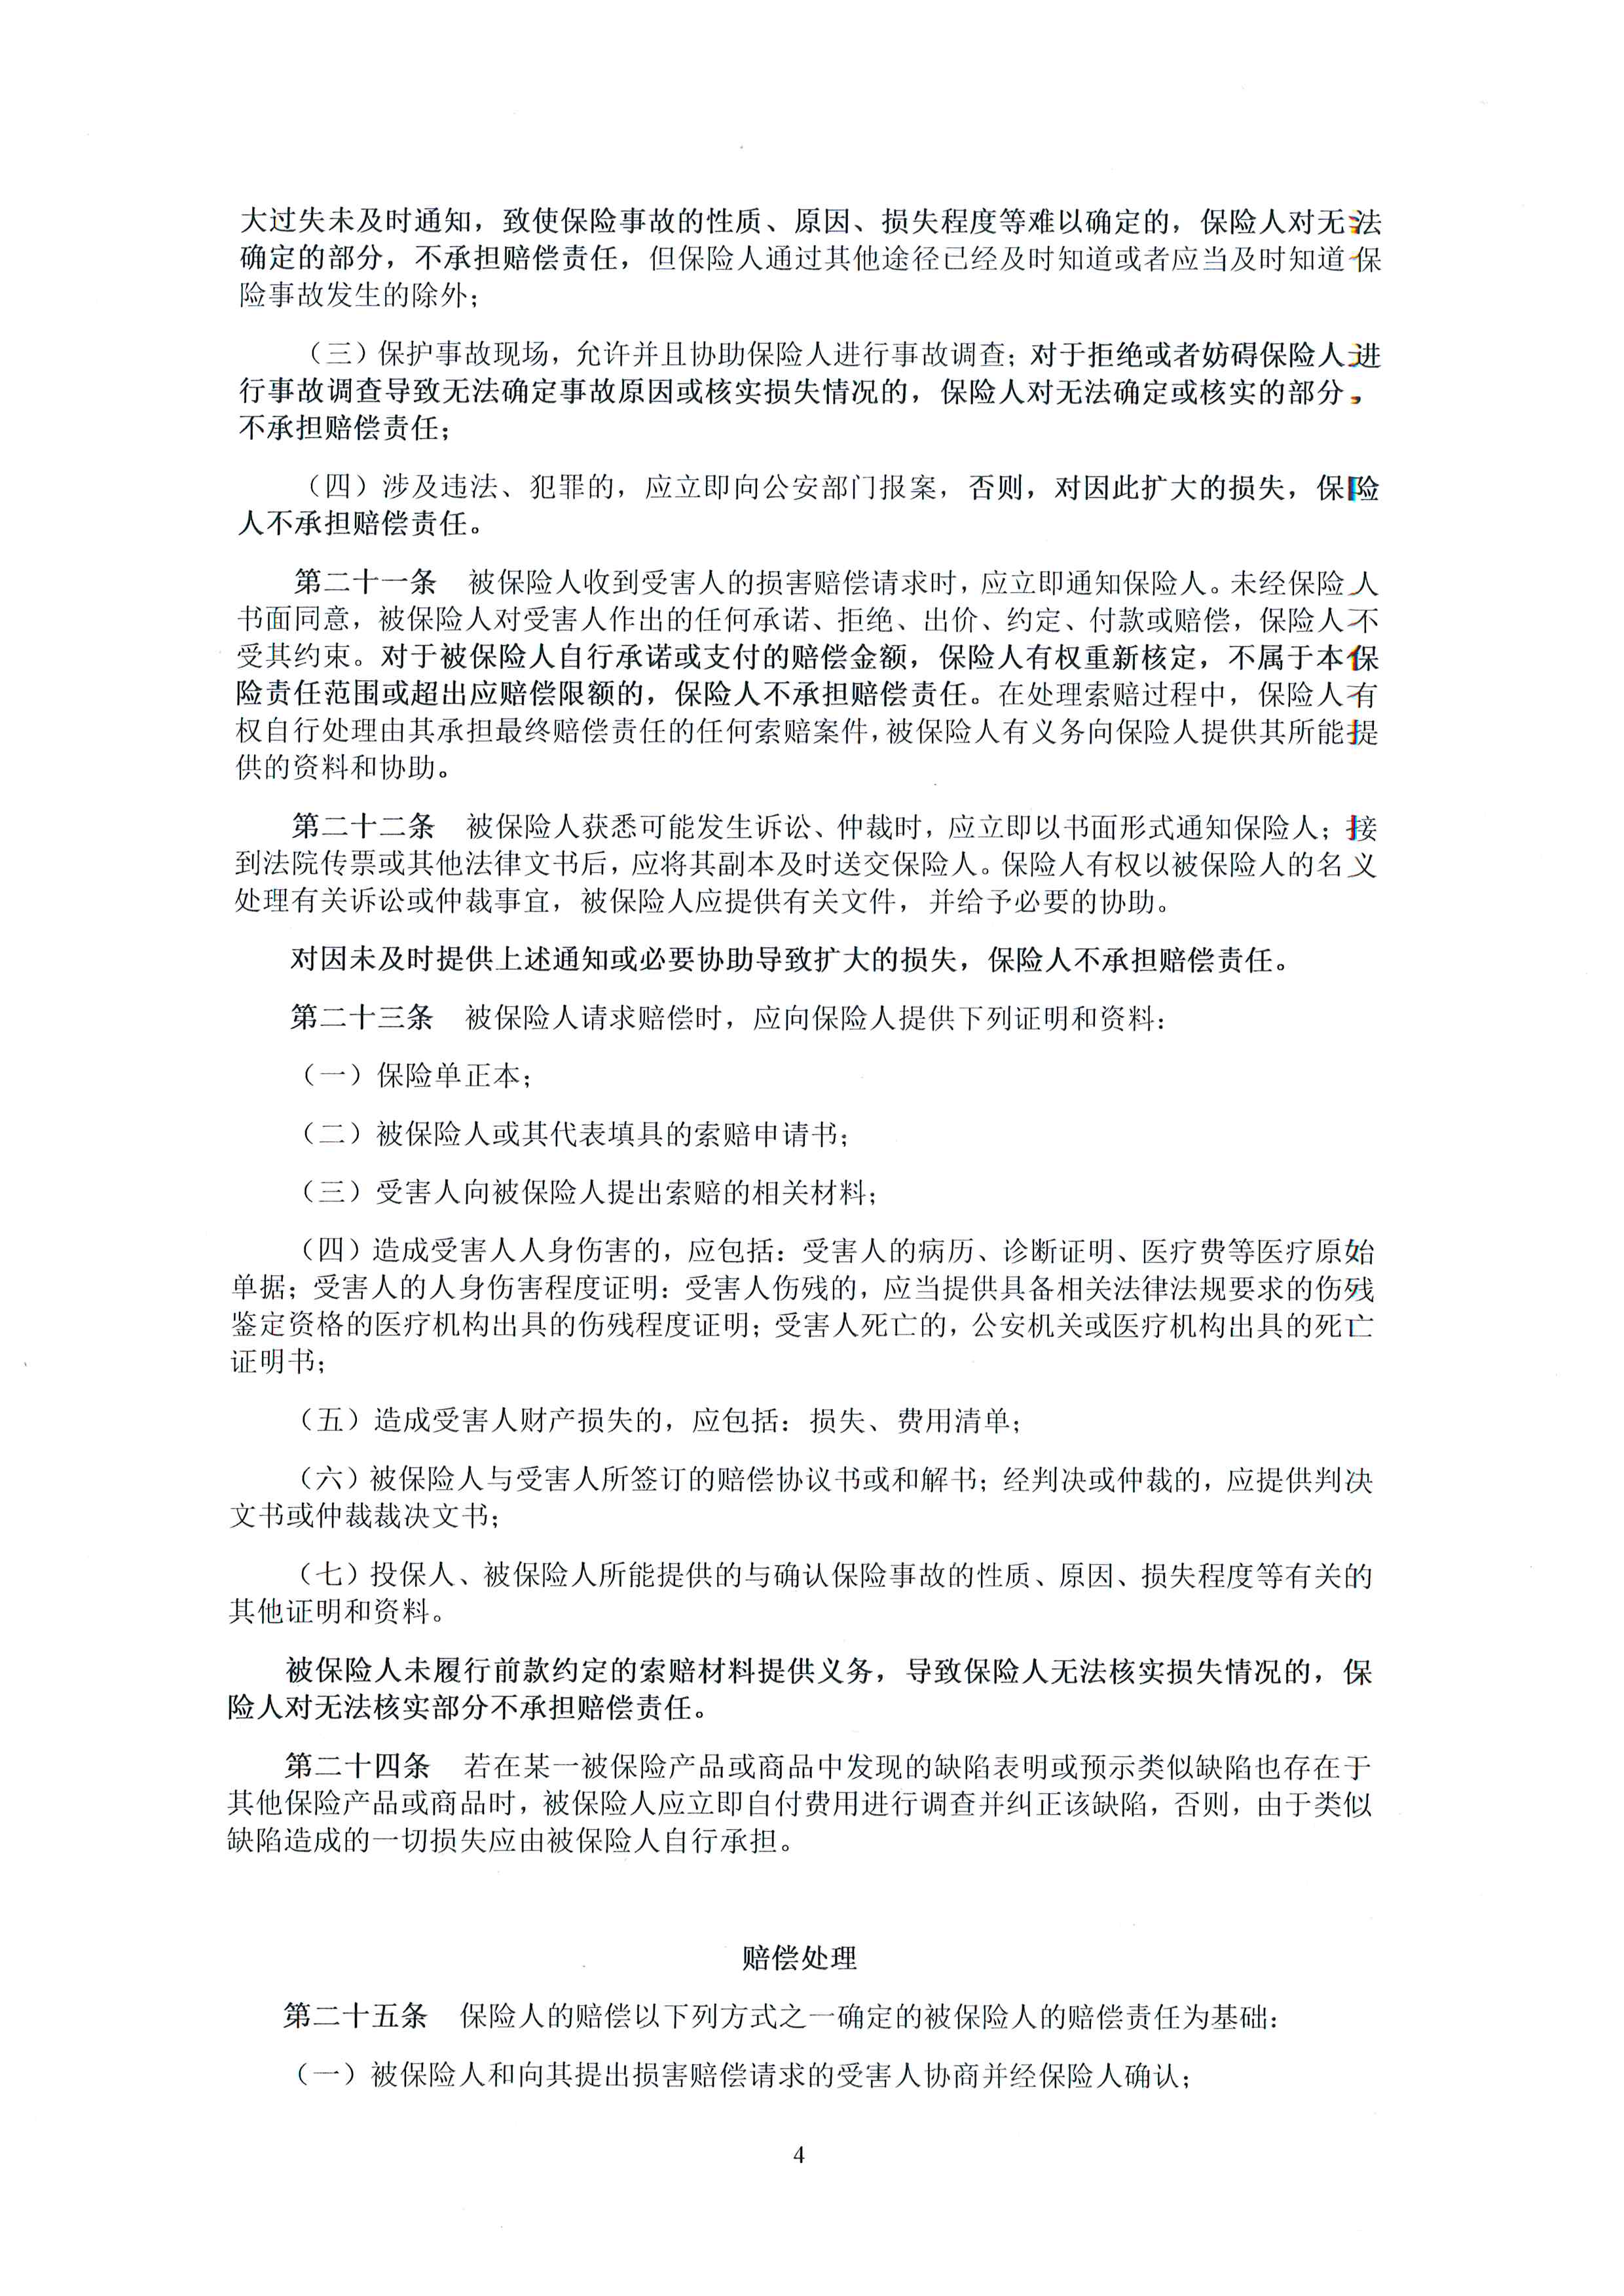 大过失未及时通知，致使保险事故的性质、原因、损失程度等难以确定的，保险人对无法
确定的部分，不承担赔偿责任，但保险人通过其他途径已经及时知道或者应当及时知道保
险事故发生的除外；
（三）保护事故现场，允许并且协助保险人进行事故调查；对于拒绝或者妨碍保险人进
行事故调查导致无法确定事故原因或核实损失情况的，保险人对无法确定或核实的部分，
不承担赔偿责任；
（四）涉及违法、犯罪的，应立即向公安部门报案，否则，对因此扩大的损失，保险
人不承担赔偿责任。
第二十一条 被保险人收到受害人的损害赔偿请求时，应立即通知保险人。未经保险人
书面同意，被保险人对受害人作出的任何承诺、拒绝、出价、约定、付款或赔偿，保险人不
受其约束。对于被保险人自行承诺或支付的赔偿金额，保险人有权重新核定，不属于本保
险责任范围或超出应赔偿限额的，保险人不承担赔偿责任。在处理索赔过程中，保险人有
权自行处理由其承担最终赔偿责任的任何索赔案件，被保险人有义务向保险人提供其所能提
供的资料和协助。
第二十二条 被保险人获悉可能发生诉讼、仲裁时，应立即以书面形式通知保险人；接
到法院传票或其他法律文书后，应将其副本及时送交保险人。保险人有权以被保险人的名义
处理有关诉讼或仲裁事宜，被保险人应提供有关文件，并给予必要的协助。
对因未及时提供上述通知或必要协助导致扩大的损失，保险人不承担赔偿责任。
第二十三条 被保险人请求赔偿时，应向保险人提供下列证明和资料：
（一）保险单正本；
（二）被保险人或其代表填具的索赔申请书；
（三）受害人向被保险人提出索赔的相关材料；
（四）造成受害人人身伤害的，应包括：受害人的病历、诊断证明、医疗费等医疗原始
单据；受害人的人身伤害程度证明：受害人伤残的，应当提供具备相关法律法规要求的伤残
鉴定资格的医疗机构出具的伤残程度证明；受害人死亡的，公安机关或医疗机构出具的死亡
证明书；
（五）造成受害人财产损失的，应包括：损失、费用清单；
（六）被保险人与受害人所签订的赔偿协议书或和解书；经判决或仲裁的，应提供判决
文书或仲裁裁决文书；
（七）投保人、被保险人所能提供的与确认保险事故的性质、原因、损失程度等有关的
其他证明和资料。
被保险人未履行前款约定的索赔材料提供义务，导致保险人无法核实损失情况的，保
险人对无法核实部分不承担赔偿责任。
第二十四条 若在某一被保险产品或商品中发现的缺陷表明或预示类似缺陷也存在于
其他保险产品或商品时，被保险人应立即自付费用进行调查并纠正该缺陷，否则，由于类似
缺陷造成的一切损失应由被保险人自行承担。
赔偿处理
第二十五条 保险人的赔偿以下列方式之一确定的被保险人的赔偿责任为基础：
（一）被保险人和向其提出损害赔偿请求的受害人协商并经保险人确认；
4